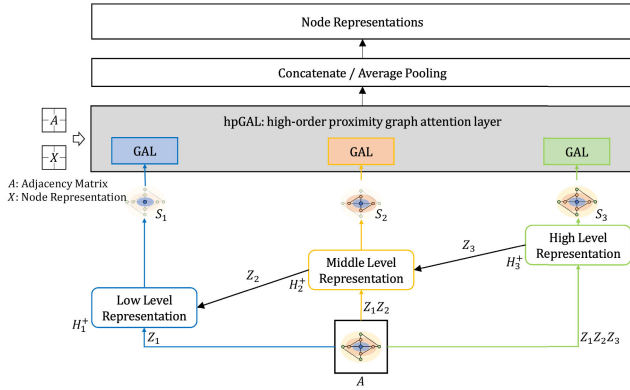 Node Representations
Concatenate / Average Pooling
hpGAL: high-order proximity graph attention layer
A
X
GAL
GAL
GAL
A: Adjacency Matrix
X: Node Representation
S₁
S₂
S₃
High Level
Representation
H₃⁺
Z₃
Middle Level
Representation
H₂⁺
Z₂
Low Level
Representation
H₁⁺
Z₁
Z₁Z₂
Z₁Z₂Z₃
A